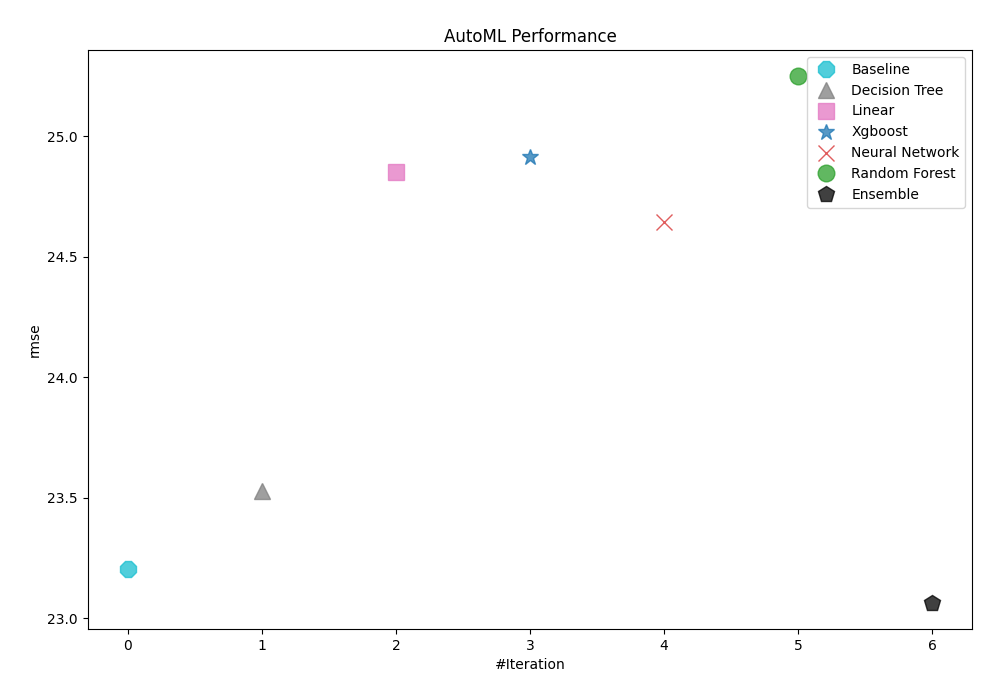 AutoML Performance
Baseline
Decision Tree
Linear
Xgboost
Neural Network
Random Forest
Ensemble
25.0
24.5
24.0
23.5
23.0
rmse
0 1 2 3 4 5 6
#Iteration